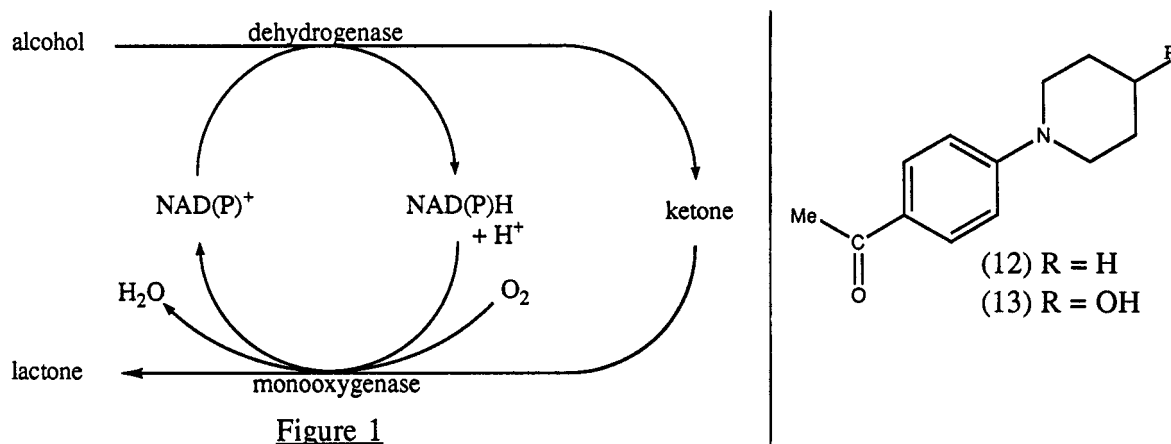 alcohol
dehydrogenase
NAD(P)⁺
NAD(P)H
+ H⁺
ketone
H₂O
O₂
lactone
monooxygenase
Figure 1
R
N
Me
C
O
(12) R = H
(13) R = OH